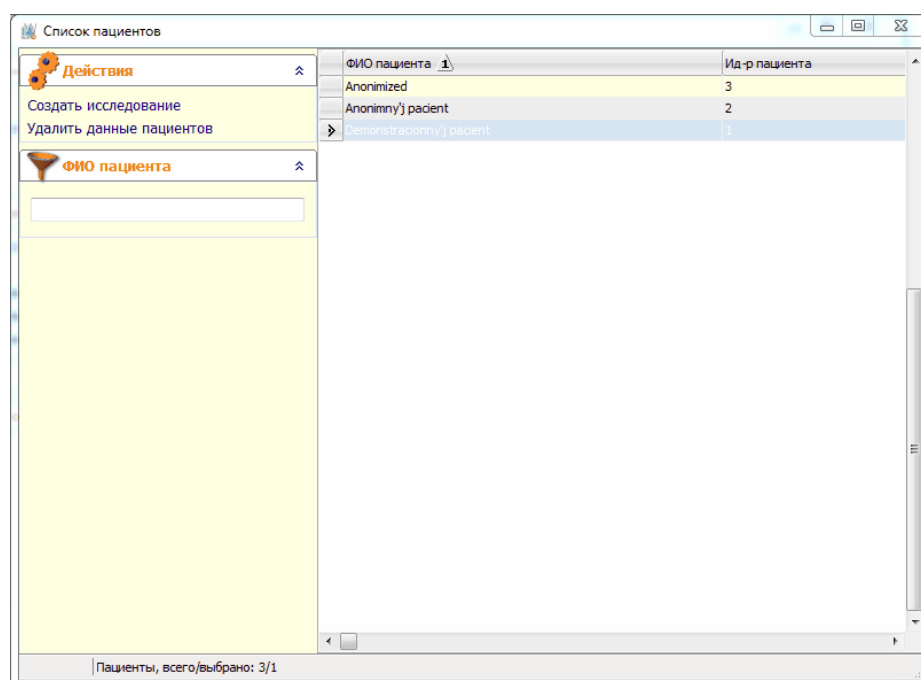 Список пациентов
Действия
Создать исследование
Удалить данные пациентов
ФИО пациента
ФИО пациента 1 Ид-р пациента
Anonimized 3
Anonimny'j pacient 2
Demonstracionny'j pacient 1
Пациенты, всего/выбрано: 3/1